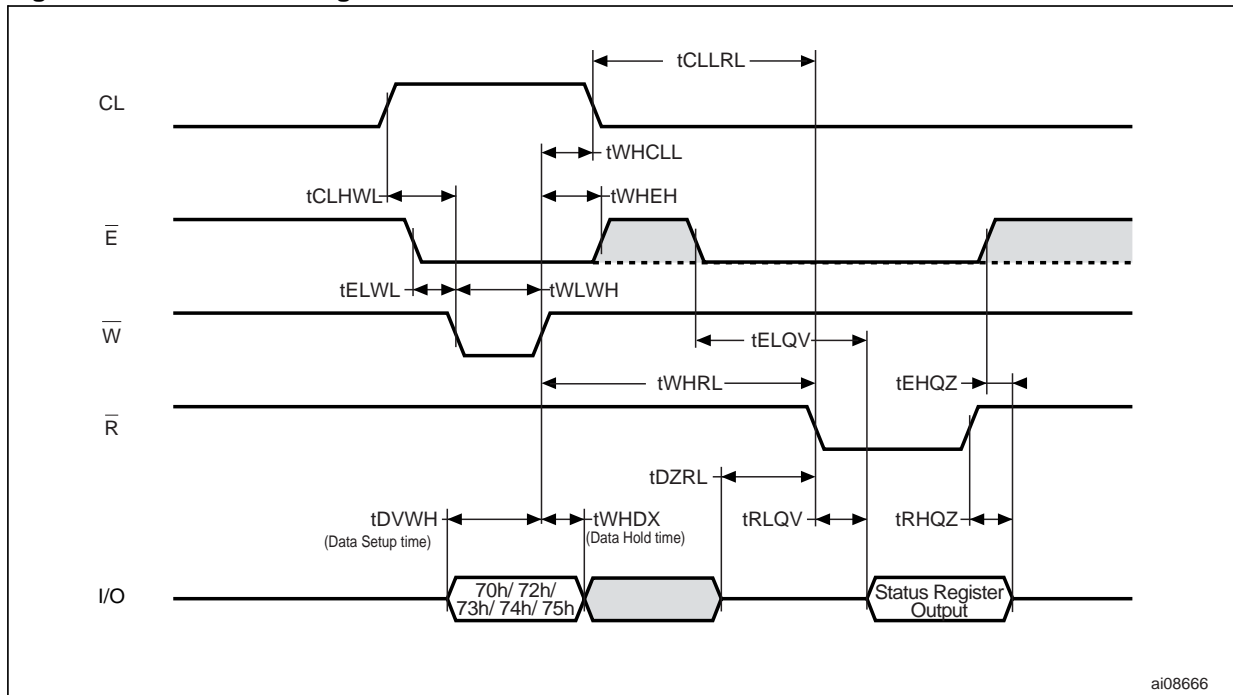 tCLLRL
CL
tWHCLL
tCLHWL
tWHEH
E
tELWL
tWLWH
W
tELQV
tWHRL
tEHQZ
R
tDZRL
tDVWH
tWHDX
tRLQV
tRHQZ
(Data Setup time)
(Data Hold time)
I/O
70h/ 72h/
73h/ 74h/ 75h
Status Register
Output
ai08666